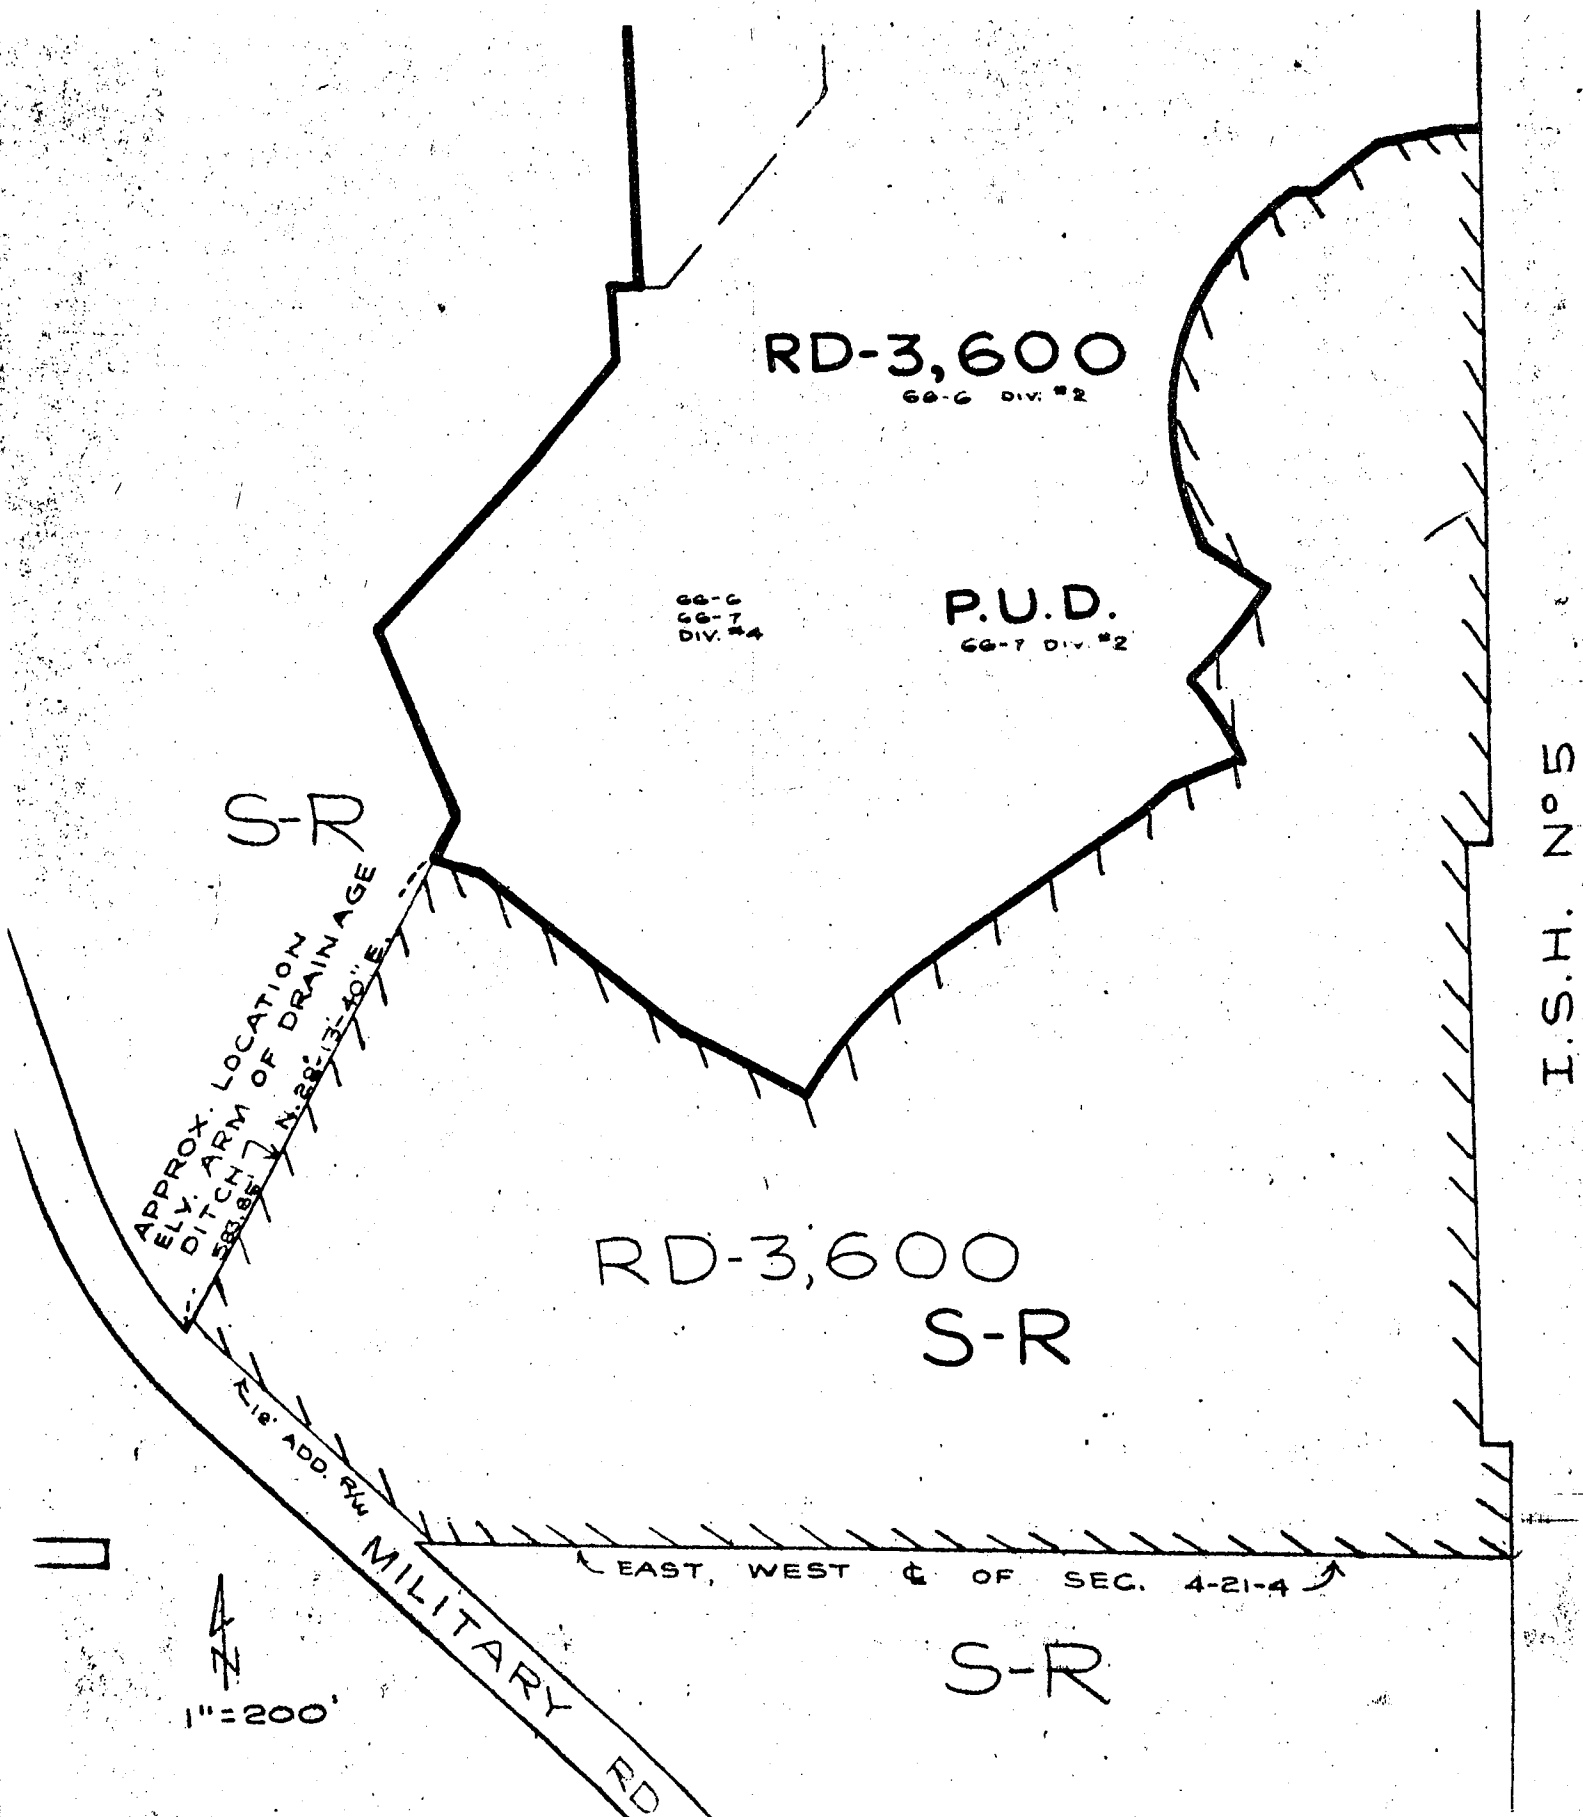 RD-3,600
66-6 DIV. #2
66-6
66-7
DIV. #4
P.U.D.
66-7 DIV. #2
S-R
APPROX. LOCATION
ELY. ARM OF DRAINAGE
DITCH
N.28°-13'-40"E.
I.S.H. Nº 5
RD-3,600
S-R
18' ADD. R/W
MILITARY RD
EAST, WEST ℄ OF SEC. 4-21-4
S-R
N
1"=200'